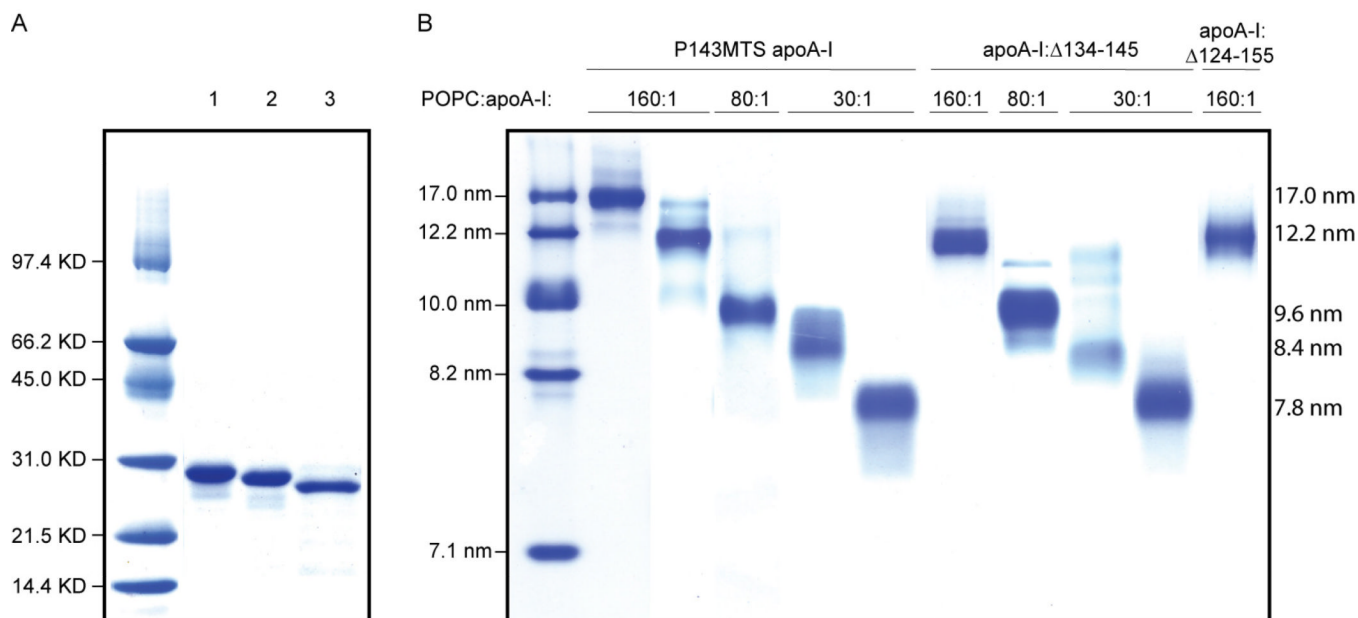 A
B
P143MTS apoA-I
apoA-I:Δ134-145
apoA-I:
Δ124-155
1 2 3
POPC:apoA-I: 160:1 80:1 30:1 160:1 80:1 30:1 160:1
97.4 KD
66.2 KD
45.0 KD
31.0 KD
21.5 KD
14.4 KD
17.0 nm
12.2 nm
10.0 nm
8.2 nm
7.1 nm
17.0 nm
12.2 nm
9.6 nm
8.4 nm
7.8 nm